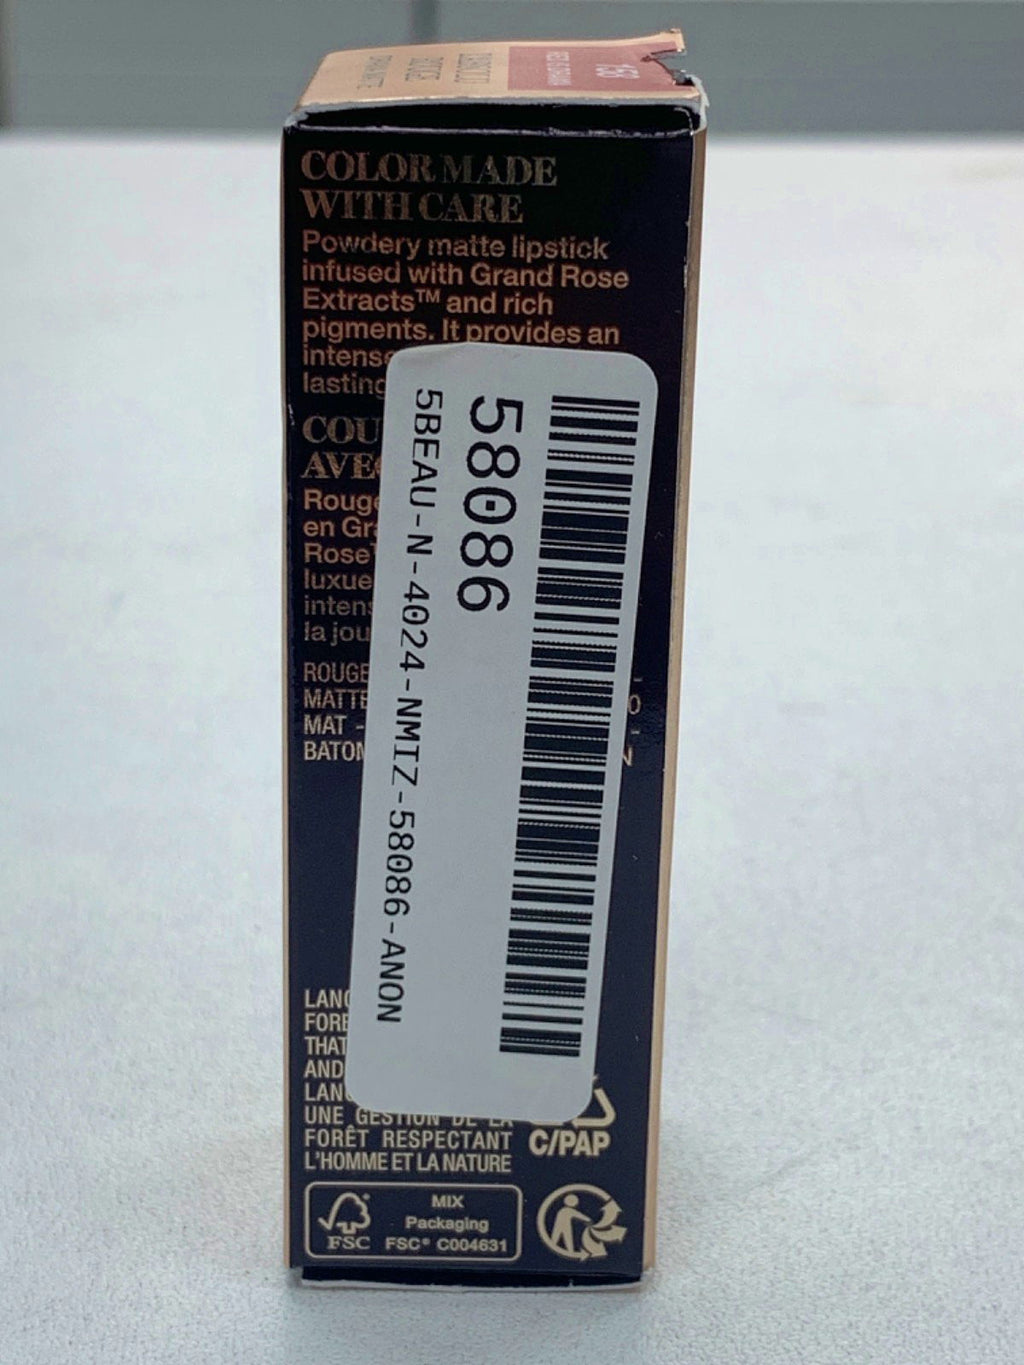 COLOR MADE
WITH CARE
Powdery matte lipstick
infused with Grand Rose
Extracts™ and rich
pigments. It provides an
intense
lasting
COU
AVEC
Rouge
en Gra
Rose
luxue
intens
la jou
ROUGE
MATTE
MAT -
BATON
58086
5BEAU-N-4024-NMIZ-58086-ANON
LANC
FORE
THAT
AND
LANC
UNE GESTION DE LA
FORÊT RESPECTANT
L'HOMME ET LA NATURE
C/PAP
FSC
MIX
Packaging
FSC® C004631